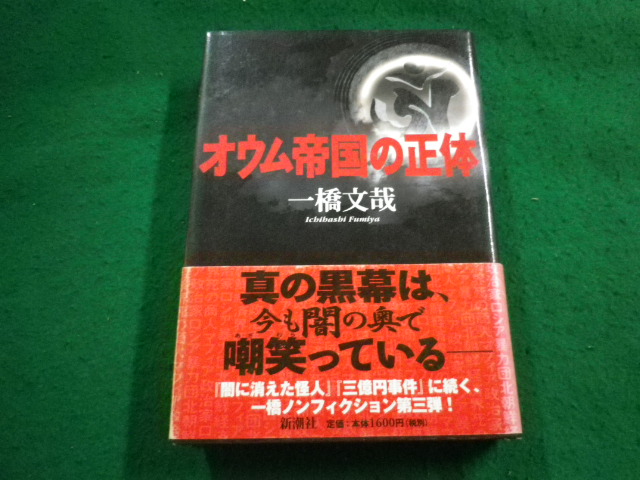 オウム帝国の正体
一橋文哉
Ichihashi Fumiya
真の黒幕は、
今も闇の奥で
嘲笑っている──
『闇に消えた怪人』『三億円事件』に続く、
一橋ノンフィクション第三弾!
新潮社 定価:本体1600円(税別)